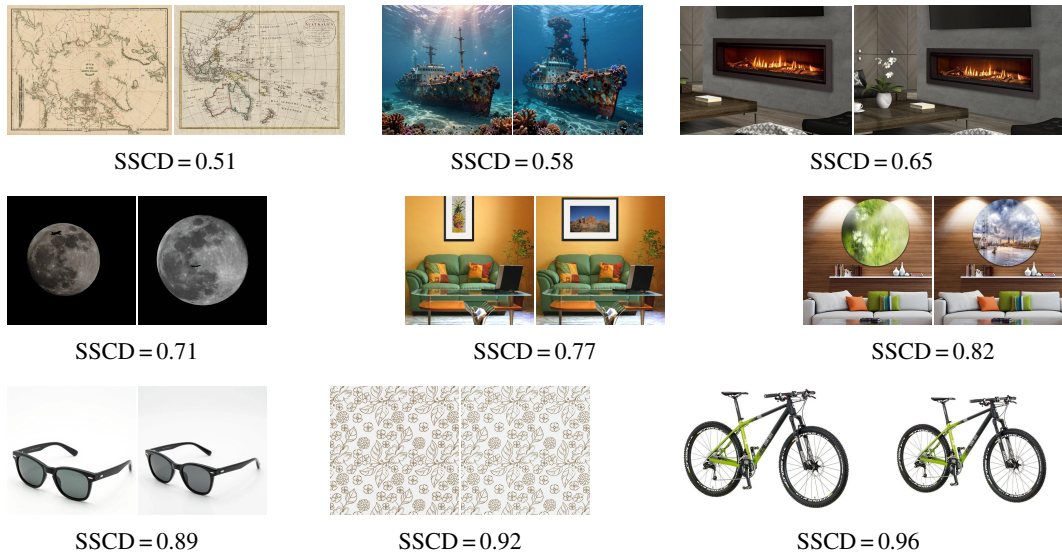 SSCD = 0.51
SSCD = 0.58
SSCD = 0.65
SSCD = 0.71
SSCD = 0.77
SSCD = 0.82
SSCD = 0.89
SSCD = 0.92
SSCD = 0.96